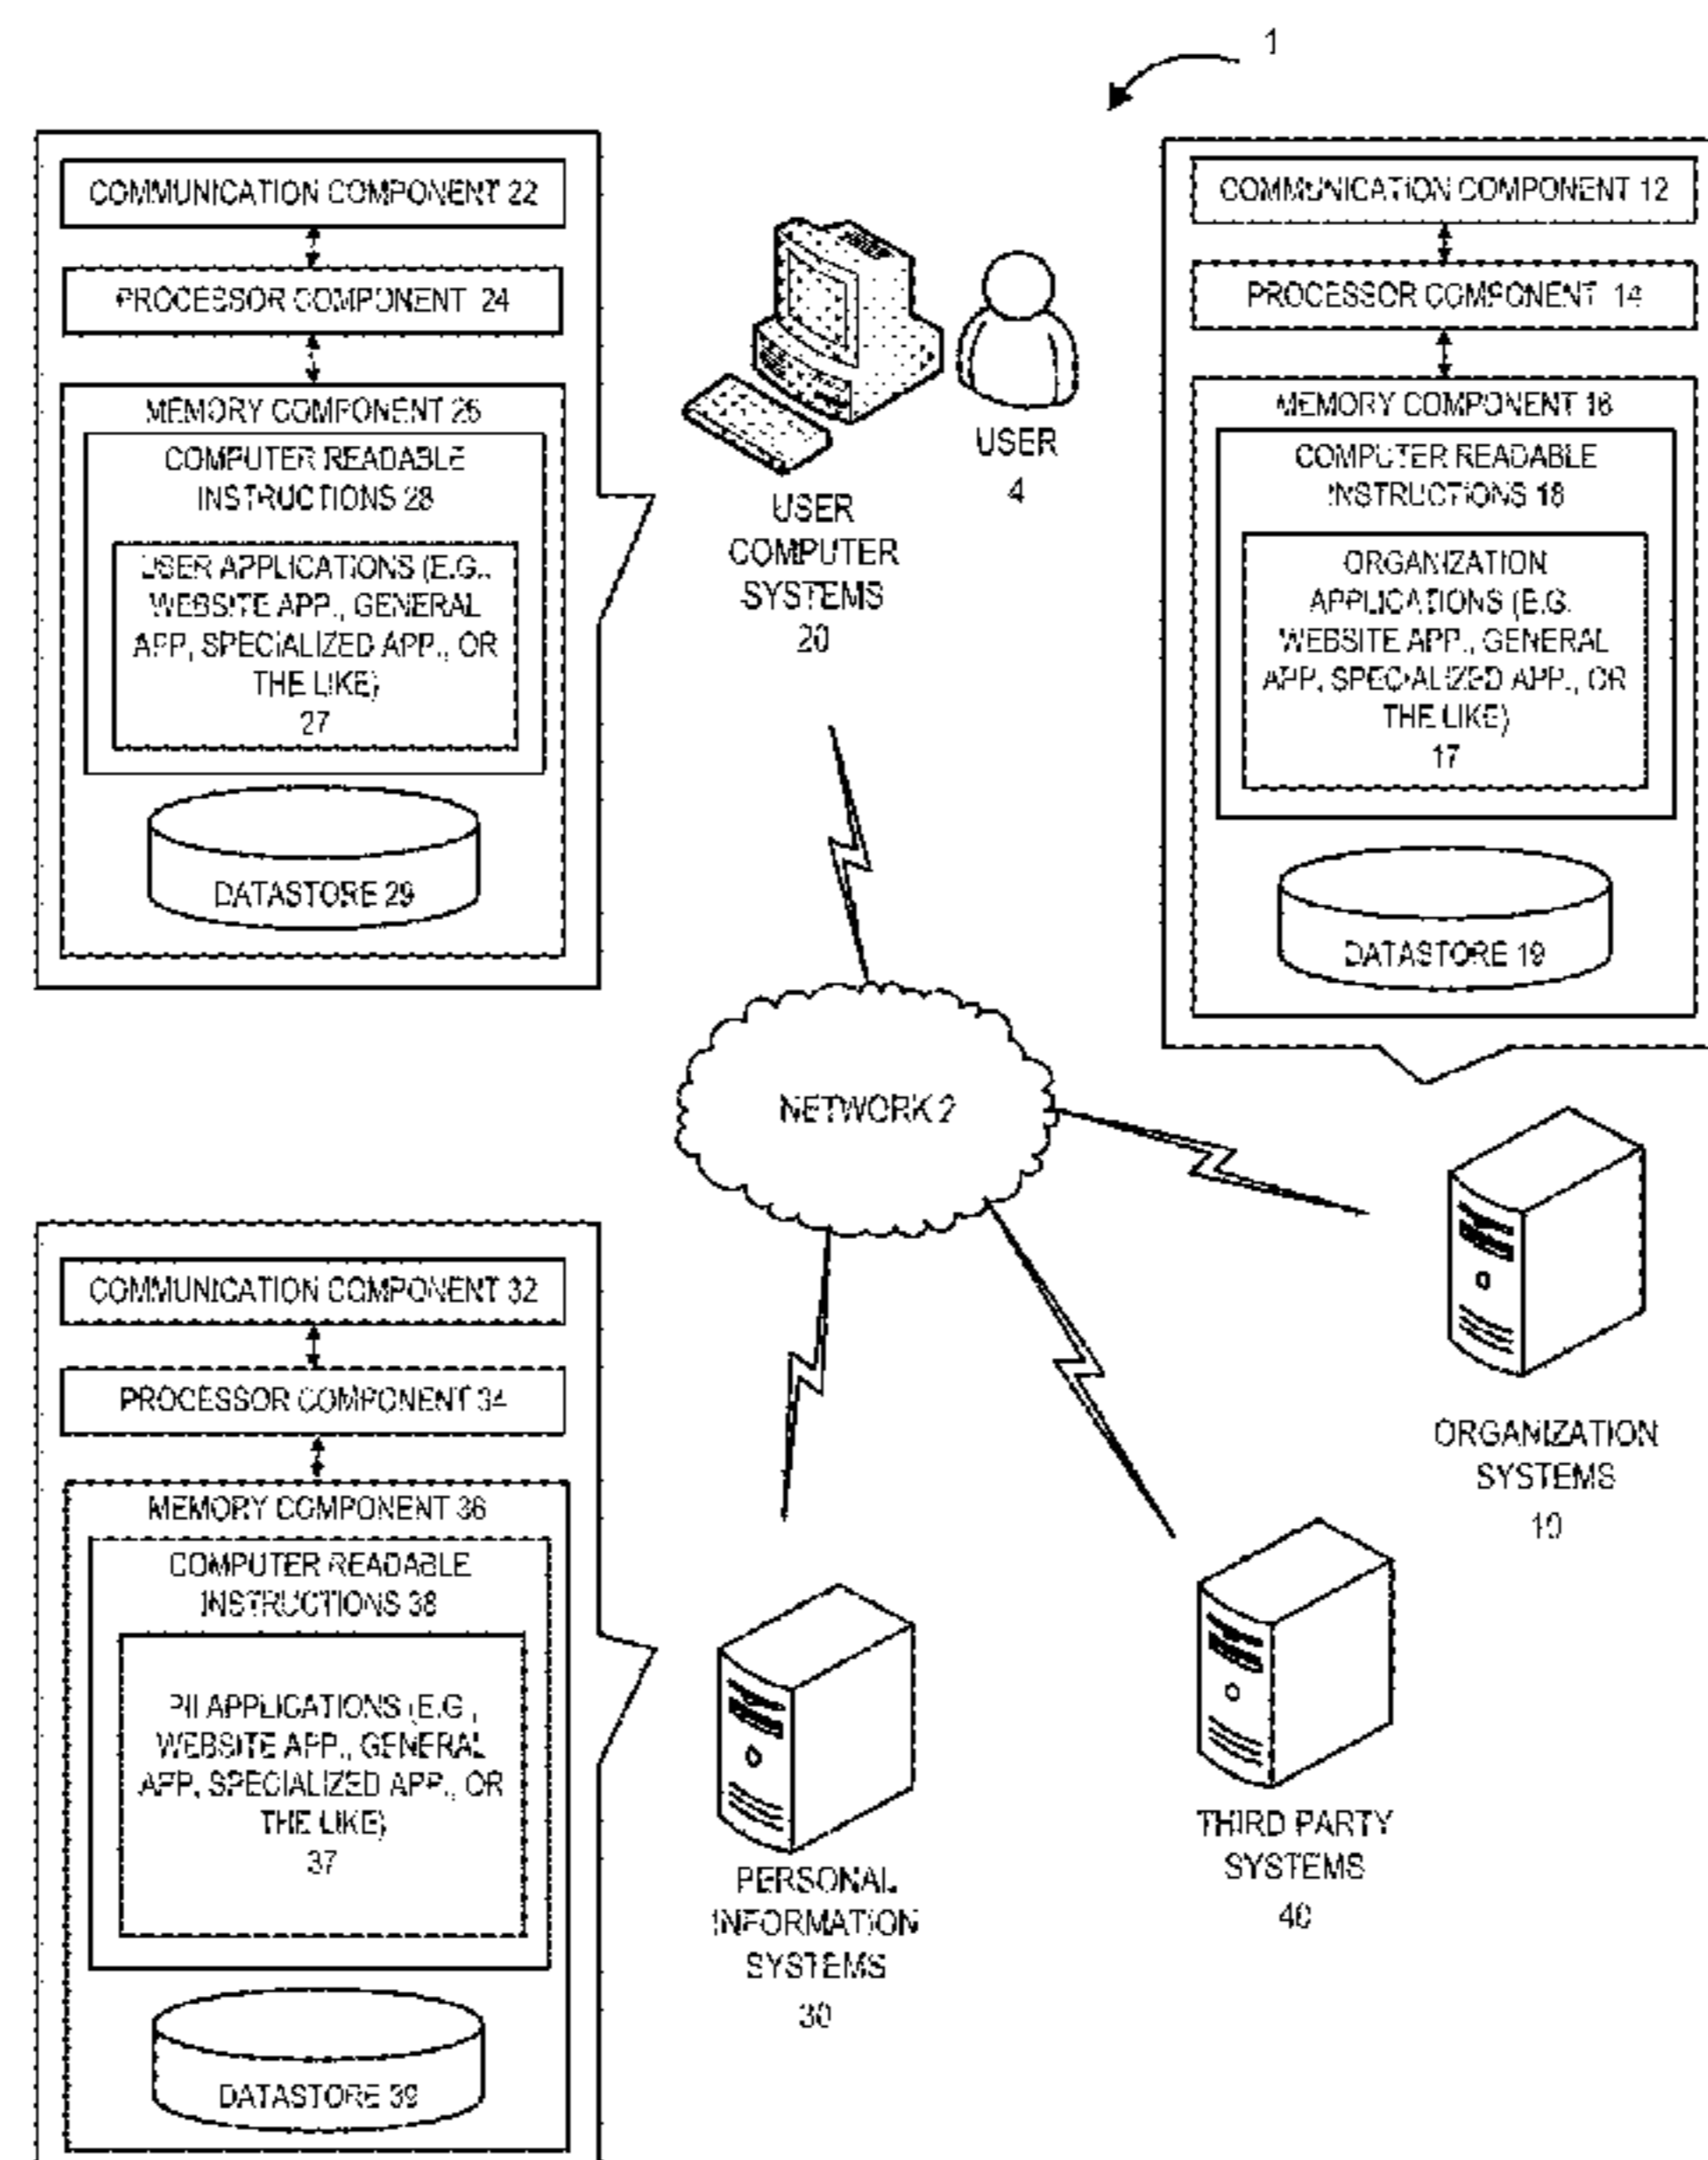 1
COMMUNICATION COMPONENT 22
PROCESSOR COMPONENT 24
MEMORY COMPONENT 26
COMPUTER READABLE
INSTRUCTIONS 28
USER APPLICATIONS (E.G.,
WEBSITE APP., GENERAL
APP, SPECIALIZED APP., OR
THE LIKE)
27
DATASTORE 29
USER
COMPUTER
SYSTEMS
20
USER
4
COMMUNICATION COMPONENT 12
PROCESSOR COMPONENT 14
MEMORY COMPONENT 16
COMPUTER READABLE
INSTRUCTIONS 18
ORGANIZATION
APPLICATIONS (E.G.
WEBSITE APP., GENERAL
APP, SPECIALIZED APP., OR
THE LIKE)
17
DATASTORE 19
NETWORK 2
COMMUNICATION COMPONENT 32
PROCESSOR COMPONENT 34
MEMORY COMPONENT 36
COMPUTER READABLE
INSTRUCTIONS 38
PII APPLICATIONS (E.G.,
WEBSITE APP., GENERAL
APP, SPECIALIZED APP., OR
THE LIKE)
37
DATASTORE 39
PERSONAL
INFORMATION
SYSTEMS
30
THIRD PARTY
SYSTEMS
40
ORGANIZATION
SYSTEMS
10